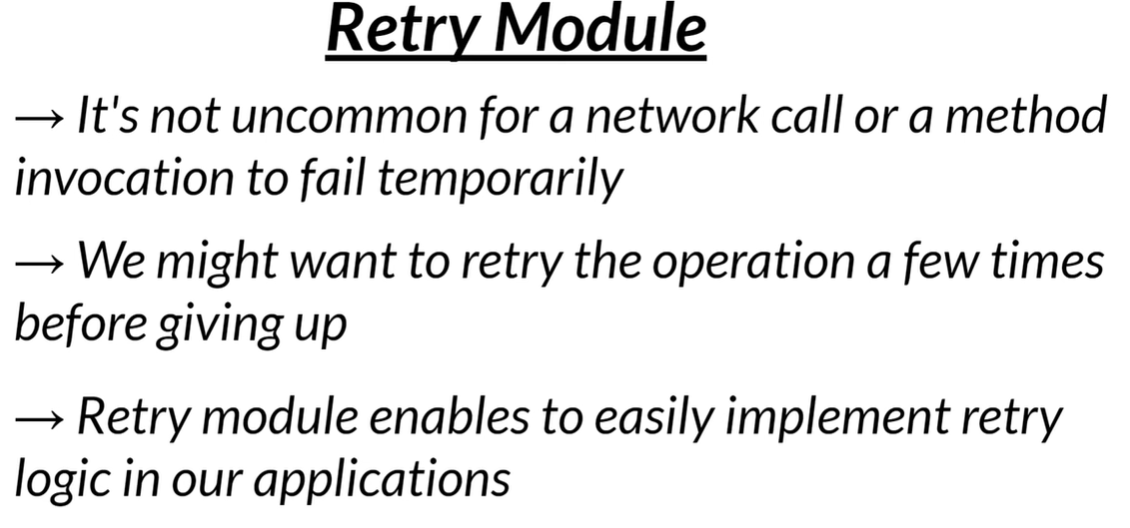 Retry Module
→ It's not uncommon for a network call or a method
invocation to fail temporarily
→ We might want to retry the operation a few times
before giving up
→ Retry module enables to easily implement retry
logic in our applications